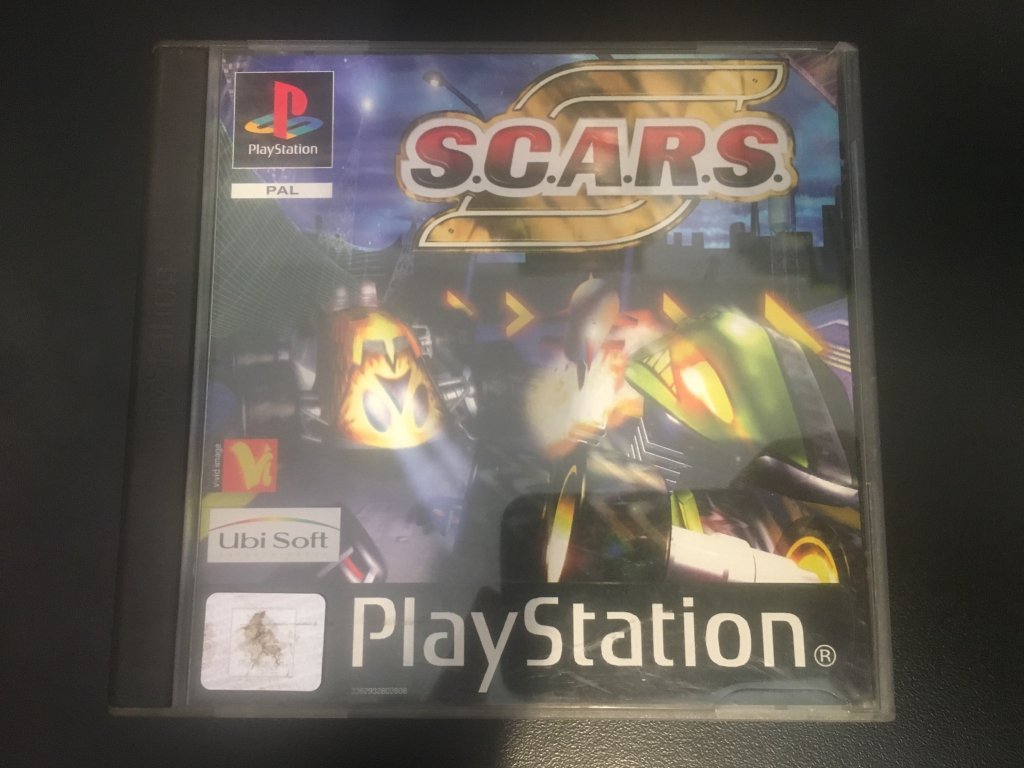 PlayStation
PAL
S.C.A.R.S.
vivid image
Vi
Ubi Soft
PlayStation®